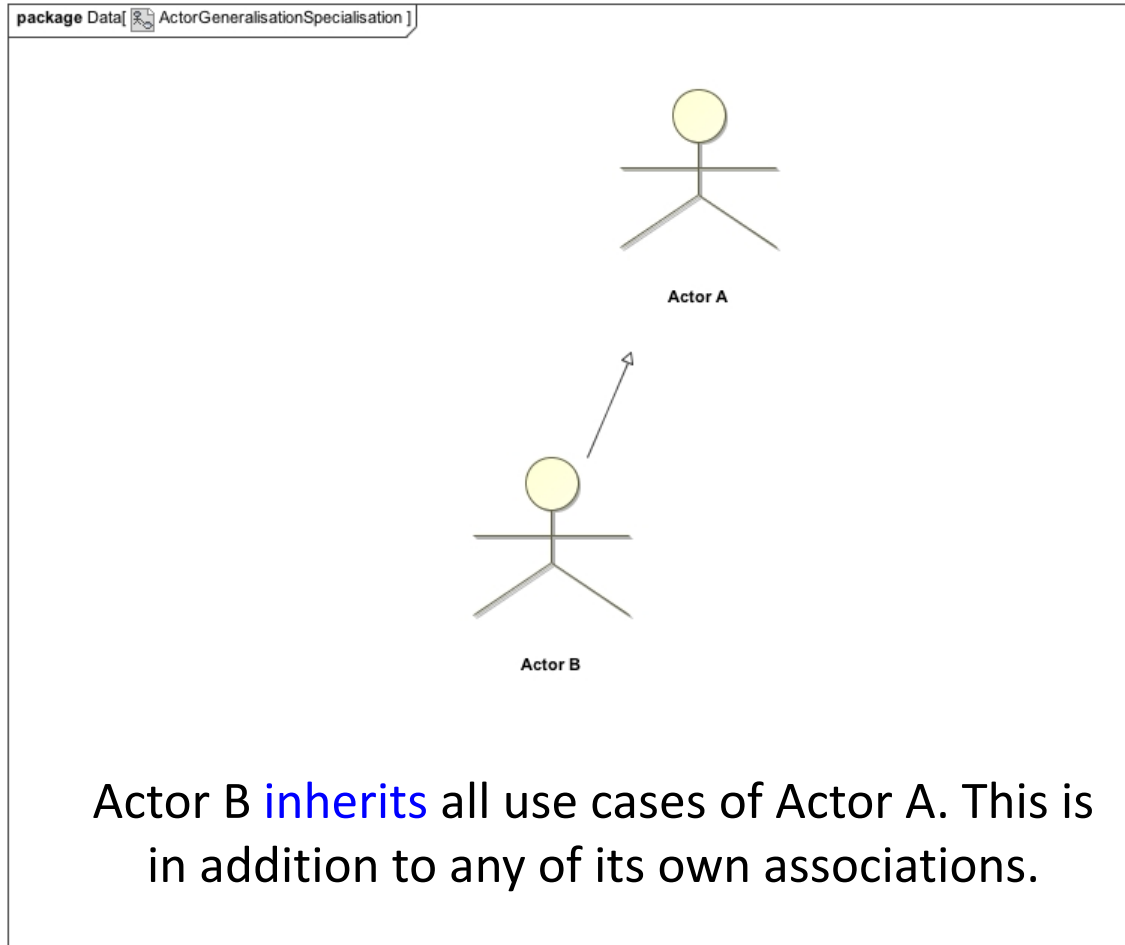 package Data[ ActorGeneralisationSpecialisation ]
Actor A
Actor B
Actor B inherits all use cases of Actor A. This is
in addition to any of its own associations.